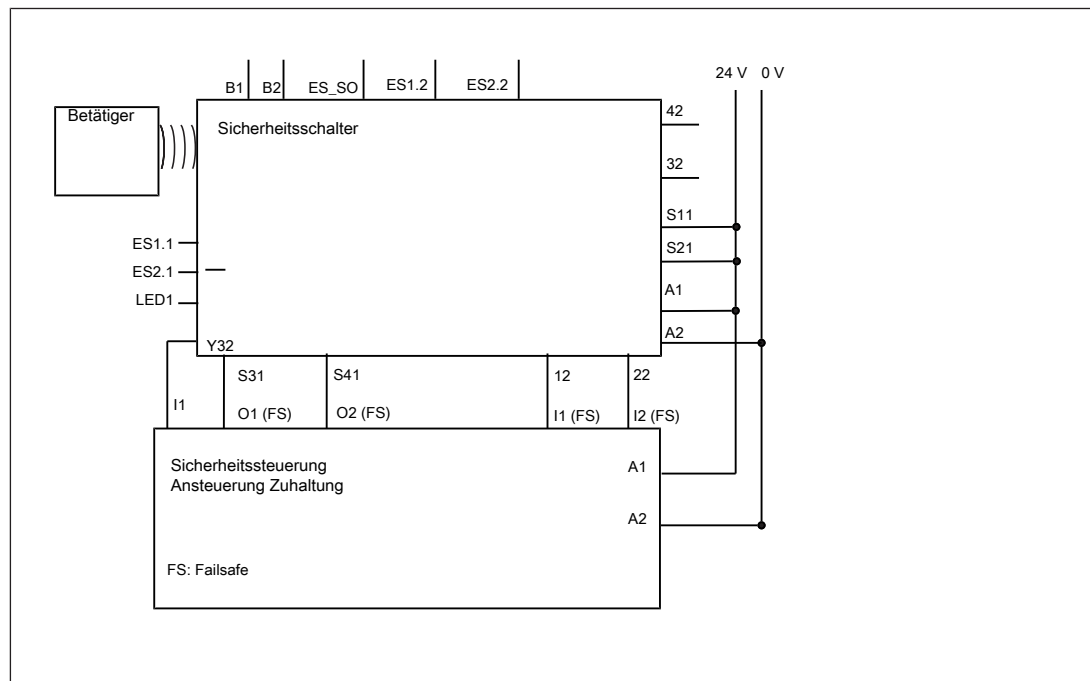 24 V 0 V
B1 B2 ES_SO ES1.2 ES2.2
Betätiger
Sicherheitsschalter
42
32
S11
ES1.1
S21
ES2.1
A1
LED1
A2
Y32
S31 S41 12 22
I1
O1 (FS) O2 (FS) I1 (FS) I2 (FS)
Sicherheitssteuerung
A1
Ansteuerung Zuhaltung
A2
FS: Failsafe